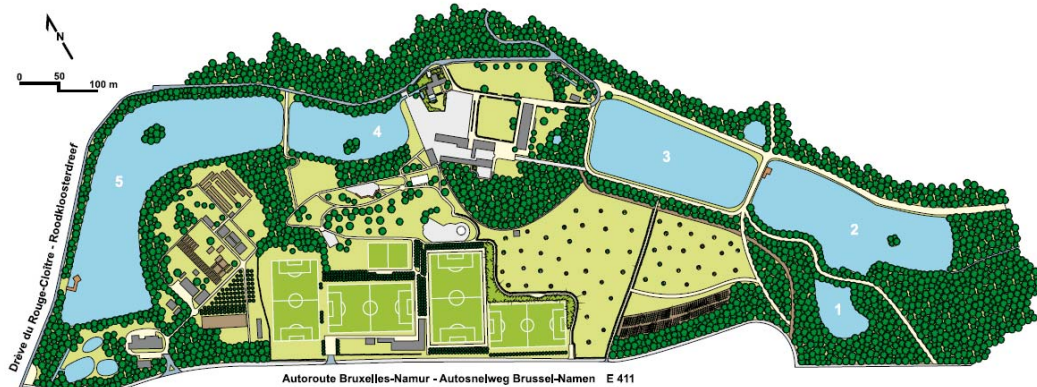 N
0 50 100 m
4
3
5
2
1
Drève du Rouge-Cloître - Roodkloosterdreef
Autoroute Bruxelles-Namur - Autosnelweg Brussel-Namen E 411